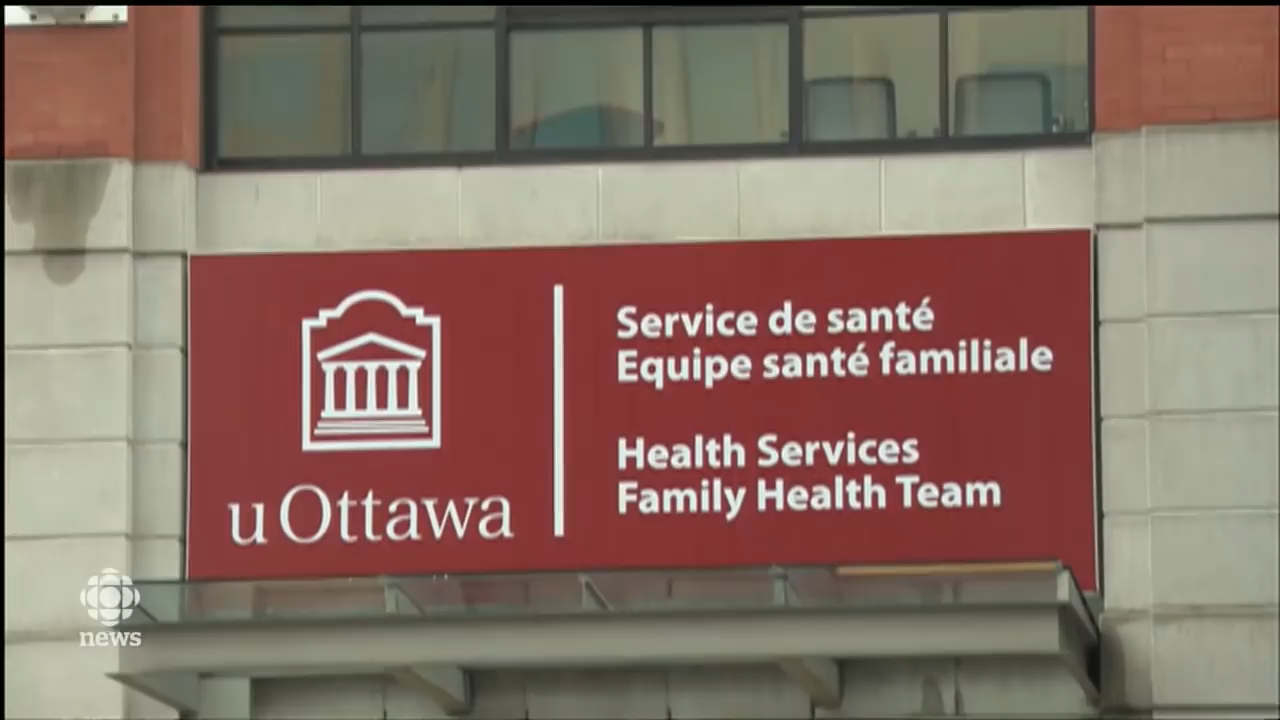 uOttawa
Service de santé
Equipe santé familiale
Health Services
Family Health Team
news